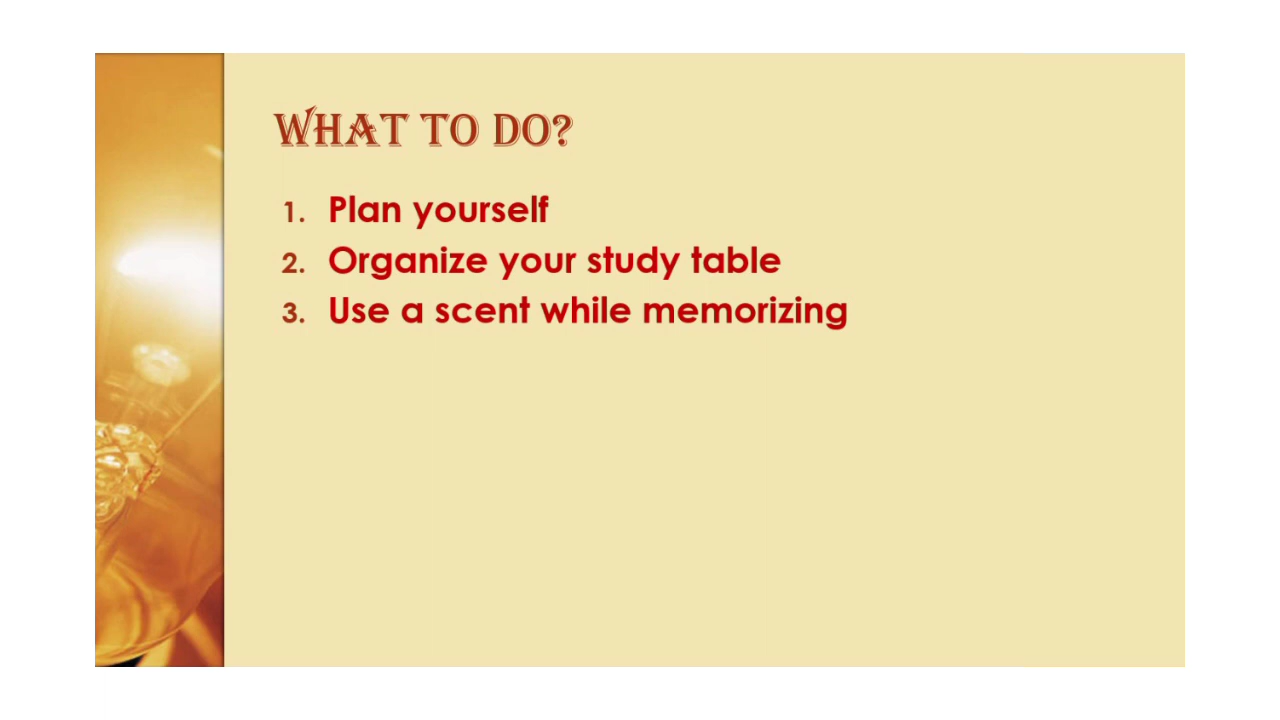 WHAT TO DO?
1. Plan yourself
2. Organize your study table
3. Use a scent while memorizing